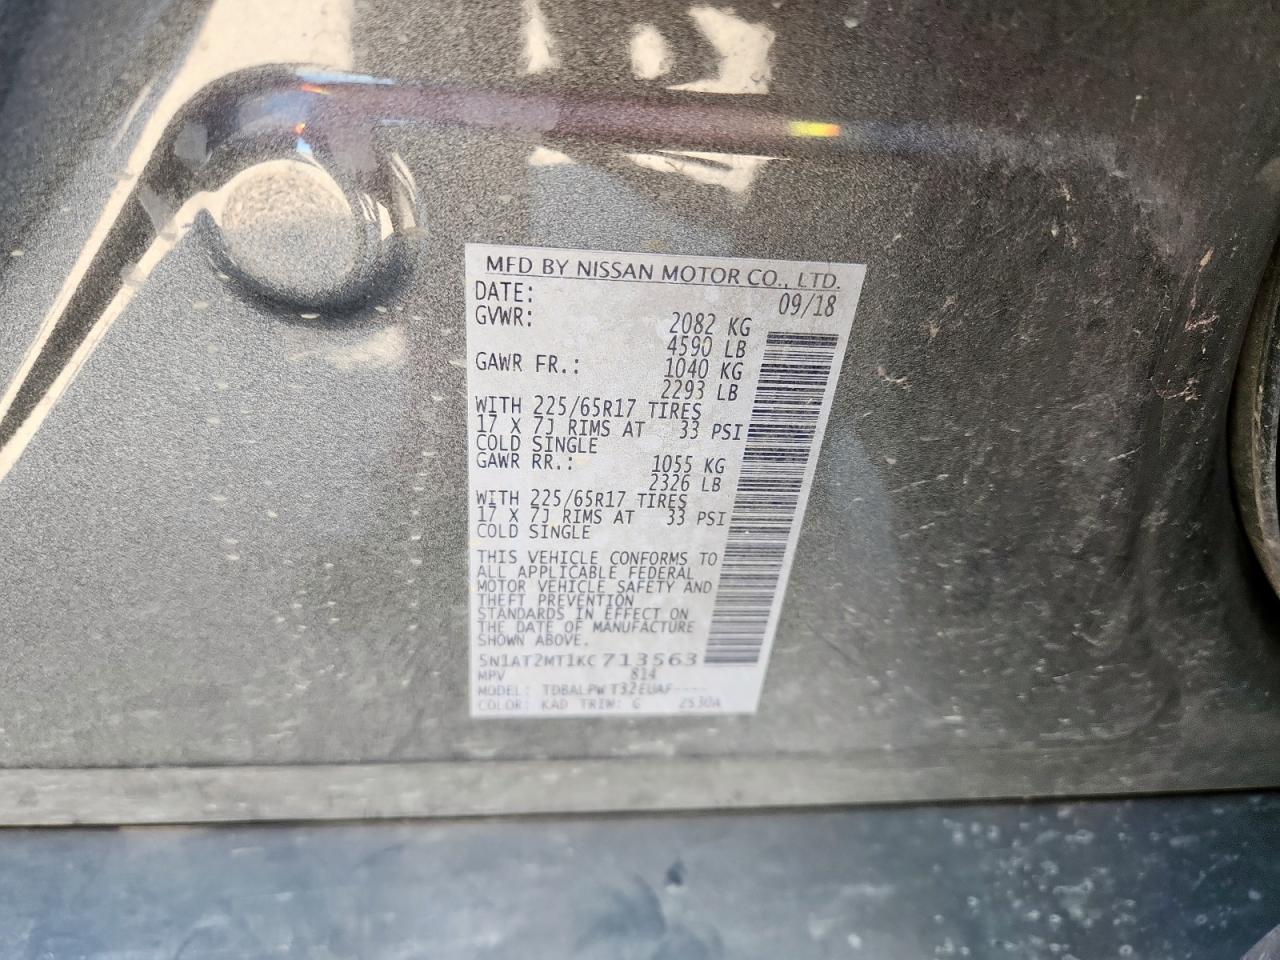 MFD BY NISSAN MOTOR CO., LTD.
DATE: 09/18
GVWR: 2082 KG
4590 LB
GAWR FR.: 1040 KG
2293 LB
WITH 225/65R17 TIRES
17 X 7J RIMS AT 33 PSI
COLD SINGLE
GAWR RR.: 1055 KG
2326 LB
WITH 225/65R17 TIRES
17 X 7J RIMS AT 33 PSI
COLD SINGLE
THIS VEHICLE CONFORMS TO
ALL APPLICABLE FEDERAL
MOTOR VEHICLE SAFETY AND
THEFT PREVENTION
STANDARDS IN EFFECT ON
THE DATE OF MANUFACTURE
SHOWN ABOVE.
5N1AT2MT1KC713563
MPV 814
MODEL: TDBALPW T32EUAF----
COLOR: KAD TRIM: G 2S30A